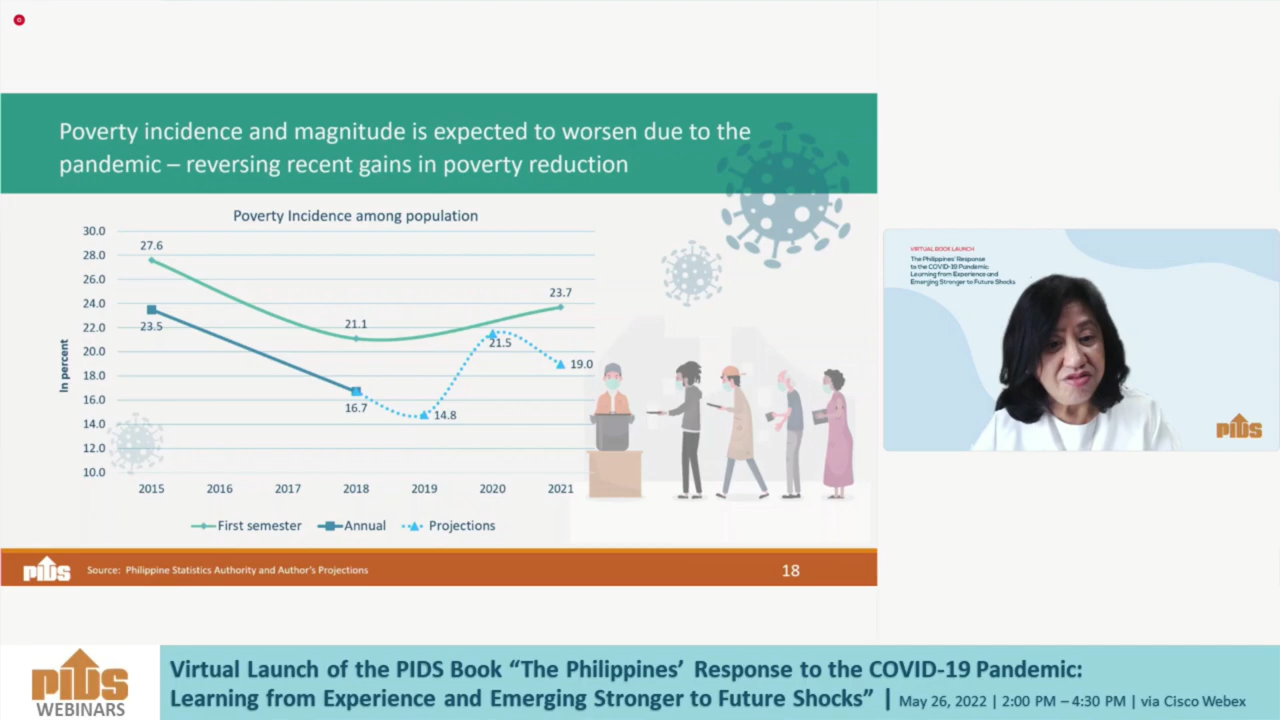 Poverty incidence and magnitude is expected to worsen due to the
pandemic – reversing recent gains in poverty reduction
Poverty Incidence among population
30.0
28.0
26.0
24.0
22.0
20.0
18.0
16.0
14.0
12.0
10.0
In percent
27.6
23.5
21.1
16.7
14.8
21.5
23.7
19.0
2015 2016 2017 2018 2019 2020 2021
First semester Annual Projections
PIDS
Source: Philippine Statistics Authority and Author's Projections
18
VIRTUAL BOOK LAUNCH
The Philippines' Response
to the COVID-19 Pandemic:
Learning from Experience and
Emerging Stronger to Future Shocks
PIDS
PIDS
WEBINARS
Virtual Launch of the PIDS Book “The Philippines’ Response to the COVID-19 Pandemic:
Learning from Experience and Emerging Stronger to Future Shocks” | May 26, 2022 | 2:00 PM – 4:30 PM | via Cisco Webex